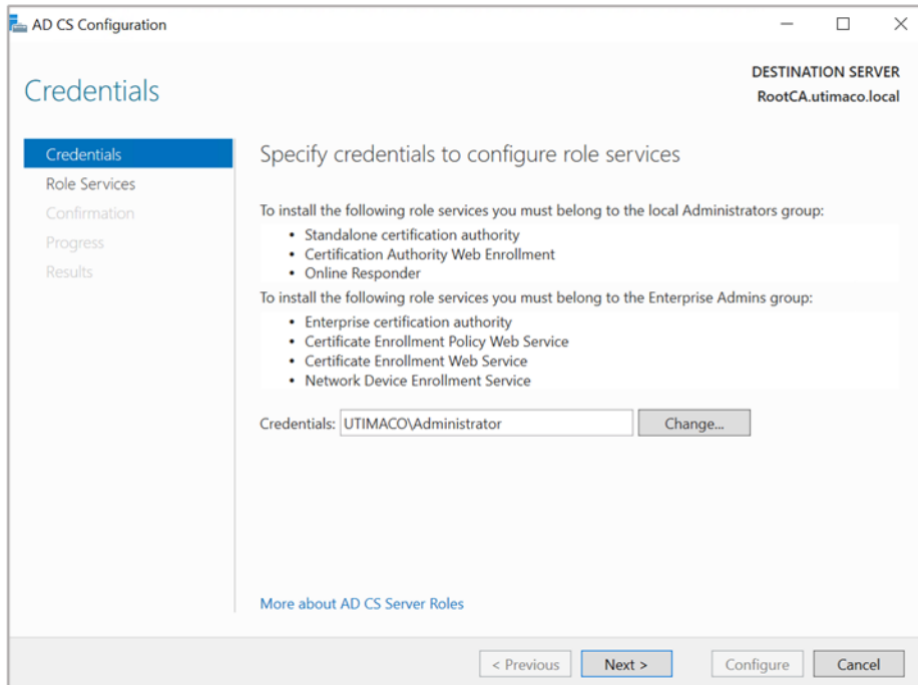 AD CS Configuration
DESTINATION SERVER
RootCA.utimaco.local
Credentials
Credentials
Role Services
Confirmation
Progress
Results
Specify credentials to configure role services
To install the following role services you must belong to the local Administrators group:
• Standalone certification authority
• Certification Authority Web Enrollment
• Online Responder
To install the following role services you must belong to the Enterprise Admins group:
• Enterprise certification authority
• Certificate Enrollment Policy Web Service
• Certificate Enrollment Web Service
• Network Device Enrollment Service
Credentials: UTIMACO\Administrator Change...
More about AD CS Server Roles
< Previous Next > Configure Cancel